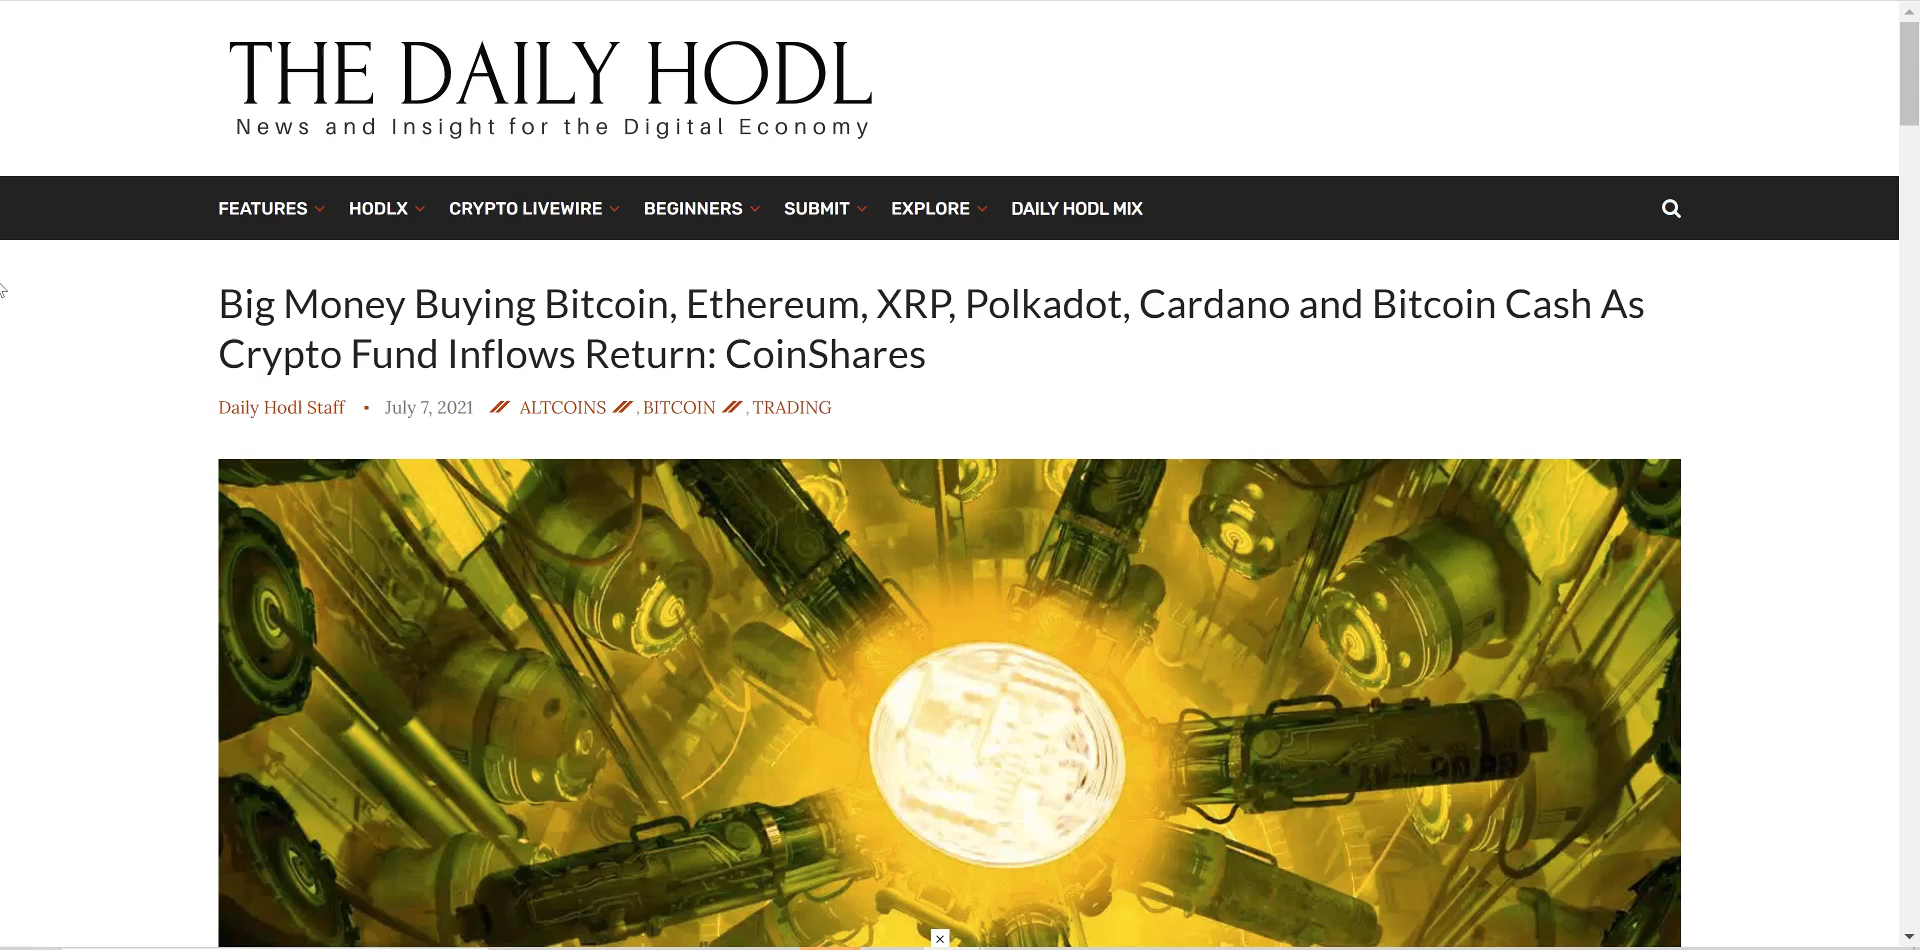 THE DAILY HODL
News and Insight for the Digital Economy
FEATURES HODLX CRYPTO LIVEWIRE BEGINNERS SUBMIT EXPLORE DAILY HODL MIX
Big Money Buying Bitcoin, Ethereum, XRP, Polkadot, Cardano and Bitcoin Cash As
Crypto Fund Inflows Return: CoinShares
Daily Hodl Staff ▪ July 7, 2021 // ALTCOINS // , BITCOIN // , TRADING